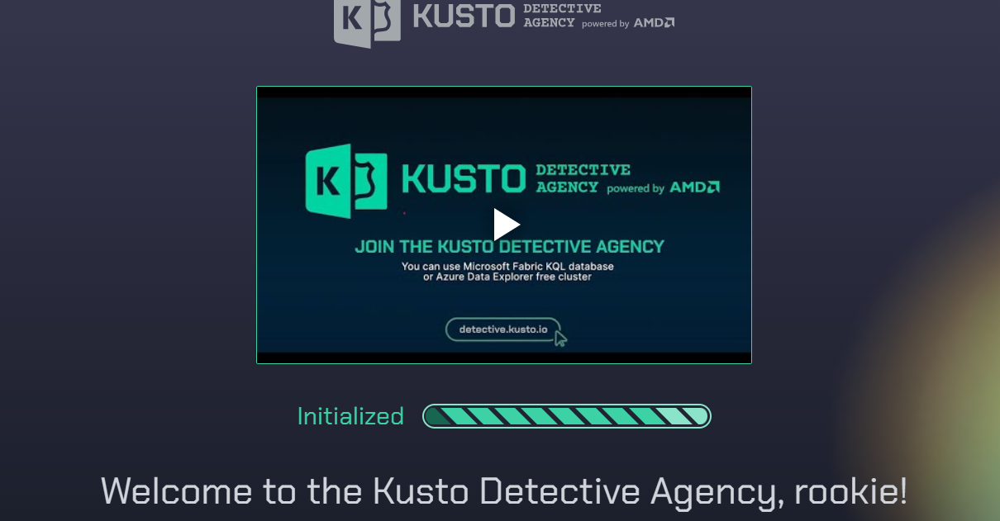 K KUSTO DETECTIVE
AGENCY powered by AMD
K KUSTO DETECTIVE
AGENCY powered by AMD
JOIN THE KUSTO DETECTIVE AGENCY
You can use Microsoft Fabric KQL database
or Azure Data Explorer free cluster
detective.kusto.io
Initialized
Welcome to the Kusto Detective Agency, rookie!